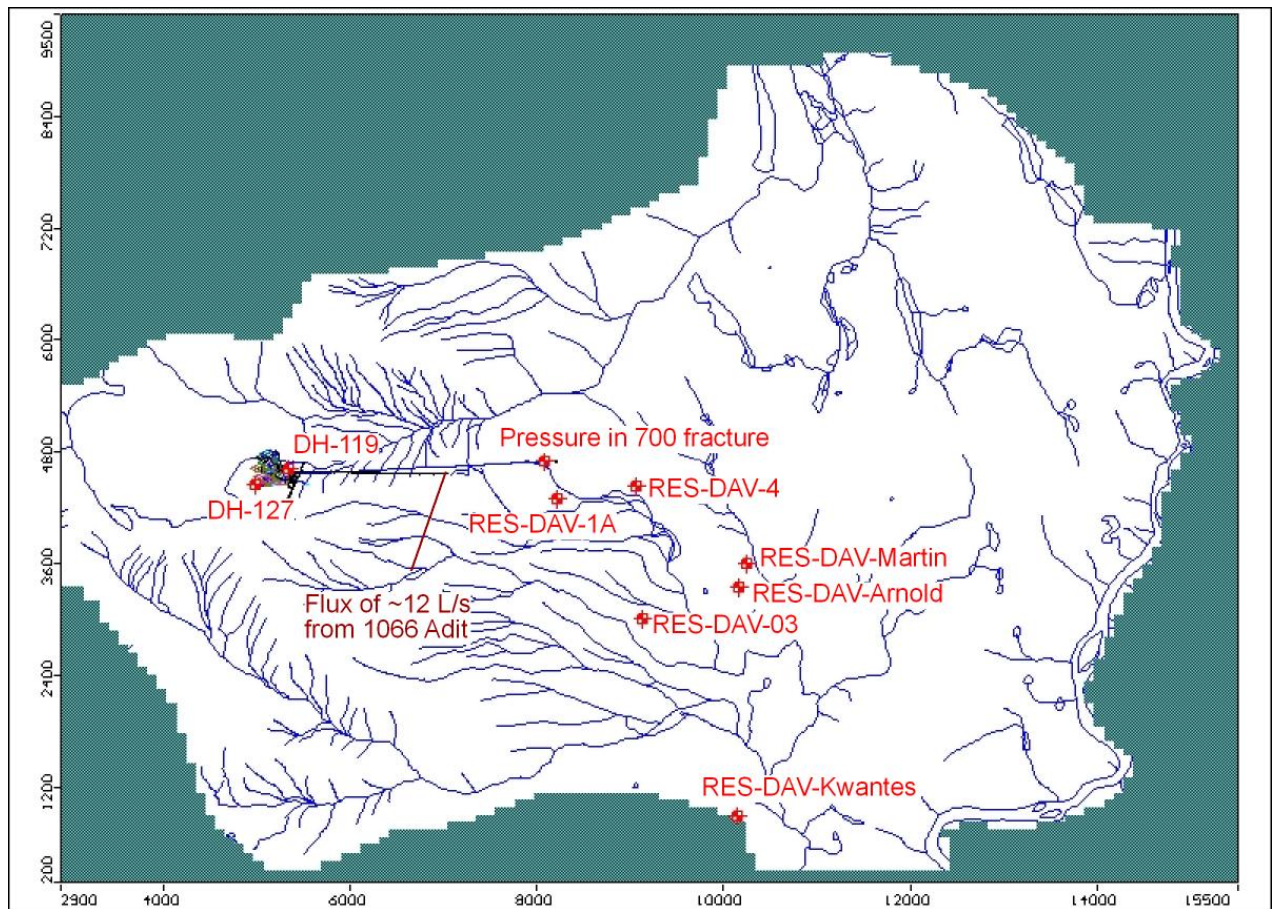 9500
8400
7200
6000
4800
3600
2400
1200
200
DH-119
Pressure in 700 fracture
DH-127
RES-DAV-4
RES-DAV-1A
RES-DAV-Martin
RES-DAV-Arnold
Flux of ~12 L/s
from 1066 Adit
RES-DAV-03
RES-DAV-Kwantes
2900
4000
6000
8000
10000
12000
14000
15500